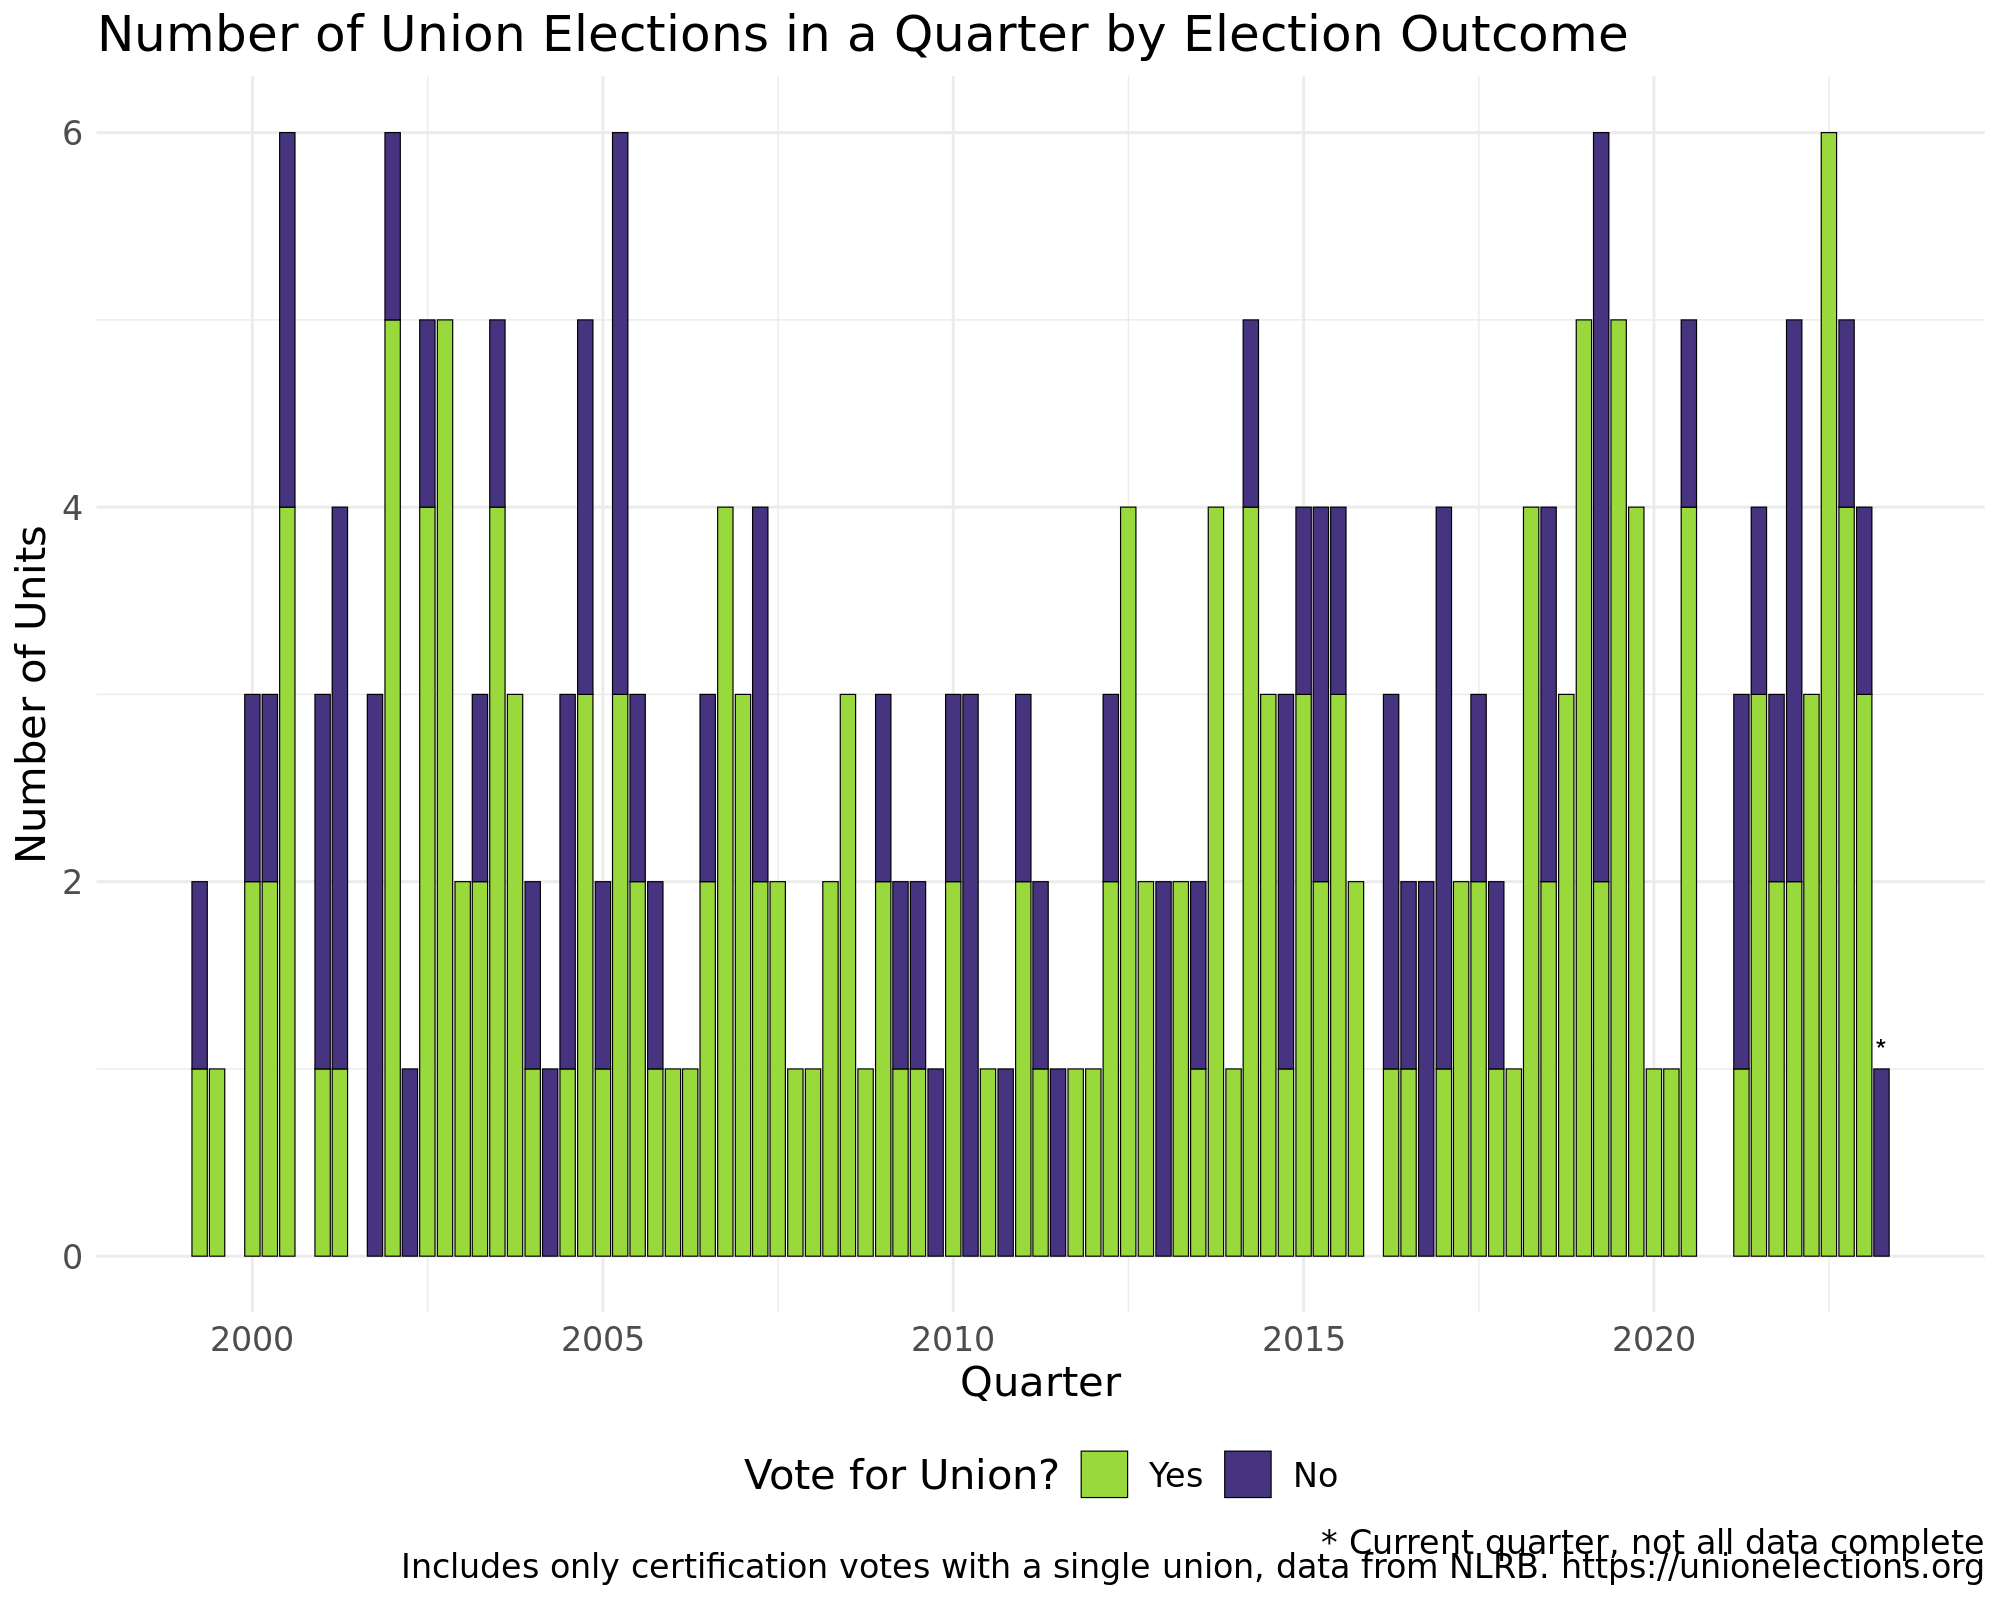 Number of Union Elections in a Quarter by Election Outcome
Number of Units
6
4
2
0
*
2000 2005 2010 2015 2020
Quarter
Vote for Union? Yes No
* Current quarter, not all data complete
Includes only certification votes with a single union, data from NLRB. https://unionelections.org